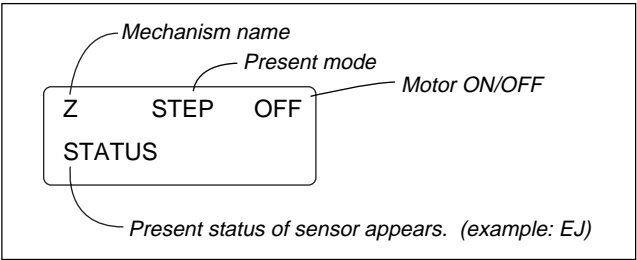 Mechanism name
Present mode
Motor ON/OFF
Z STEP OFF
STATUS
Present status of sensor appears. (example: EJ)